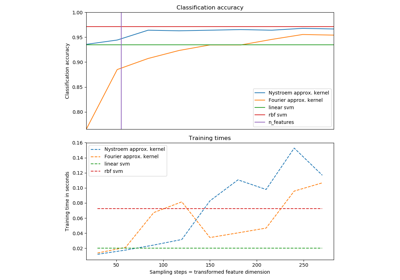 Classification accuracy
1.00
0.95
0.90
0.85
0.80
Classification accuracy
Nystroem approx. kernel
Fourier approx. kernel
linear svm
rbf svm
n_features
Training times
0.16
0.14
0.12
0.10
0.08
0.06
0.04
0.02
Training time in seconds
Nystroem approx. kernel
Fourier approx. kernel
linear svm
rbf svm
50 100 150 200 250
Sampling steps = transformed feature dimension